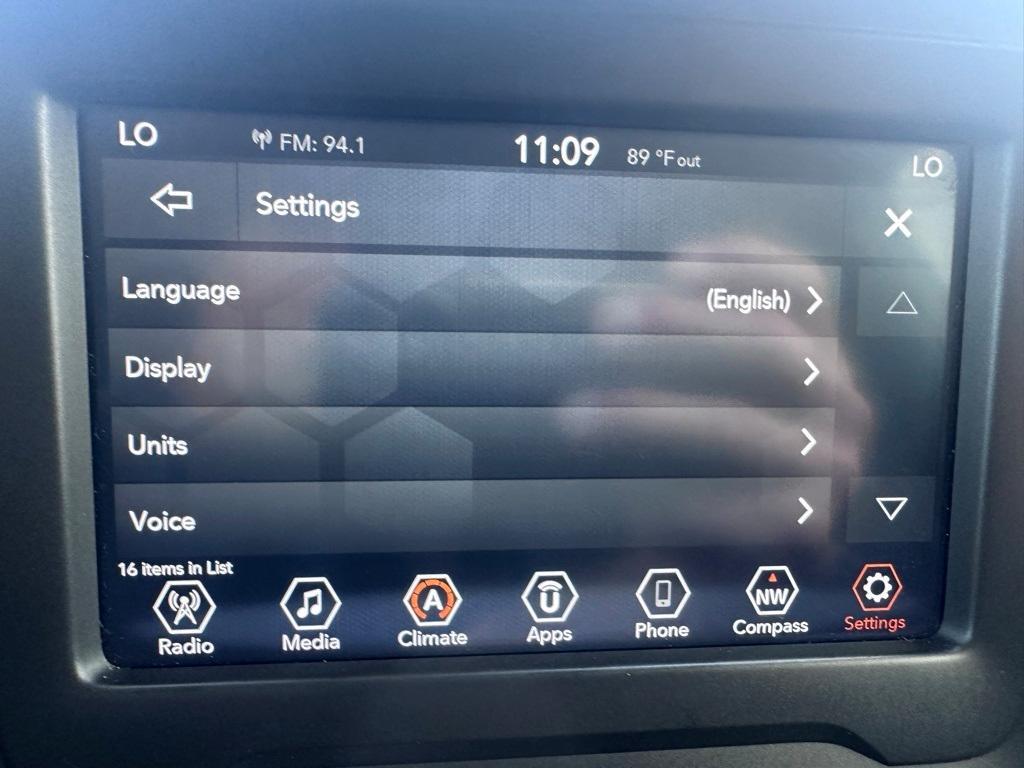 LO FM: 94.1 11:09 89 °F out LO
Settings
Language (English)
Display
Units
Voice
16 items in List
A U NW
Radio Media Climate Apps Phone Compass Settings